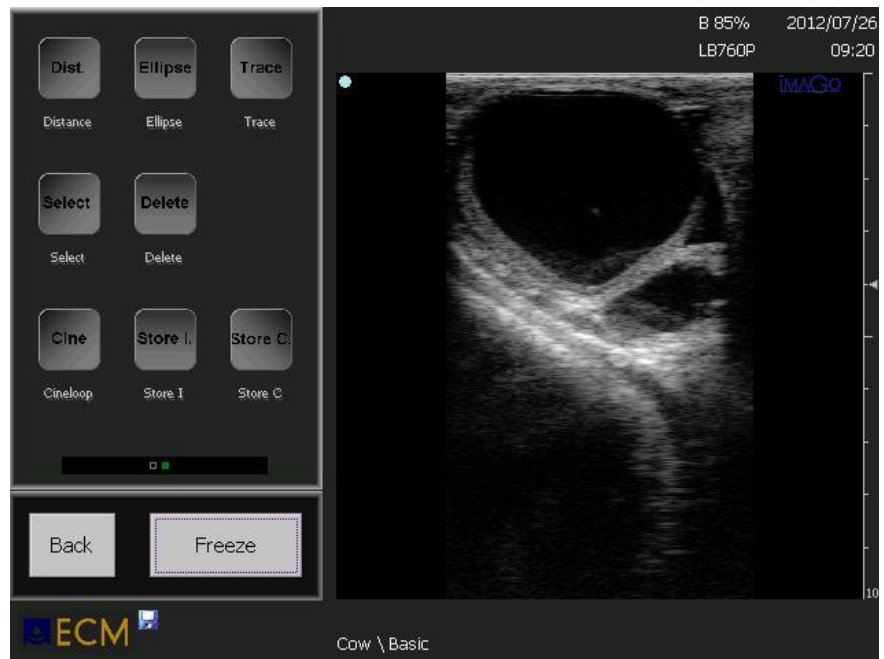 B 85% 2012/07/26
LB760P 09:20
iMAGO
Dist. Ellipse Trace
Distance Ellipse Trace
Select Delete
Select Delete
Cine Store I. Store C.
Cineloop Store I Store C
Back Freeze
10
ECM
Cow \ Basic